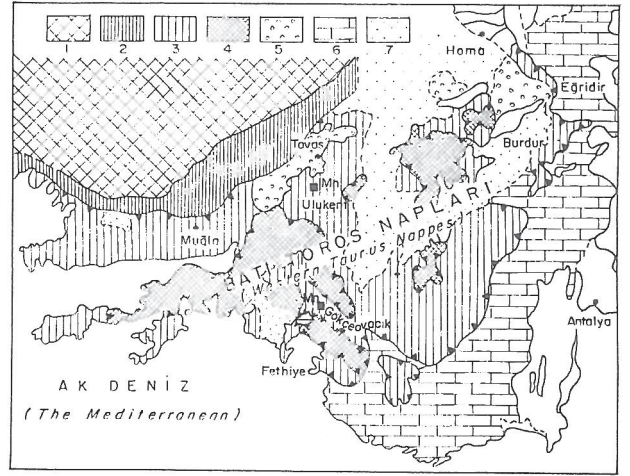 1 2 3 4 5 6 7
Homa
Eğridir
Tavas
Burdur
Mn
Ulukent
Muğla
BATI TOROS NAPLARI
(Western Taurus Nappes)
Mn
Gökçeovacık
Antalya
Fethiye
AK DENİZ
(The Mediterranean)